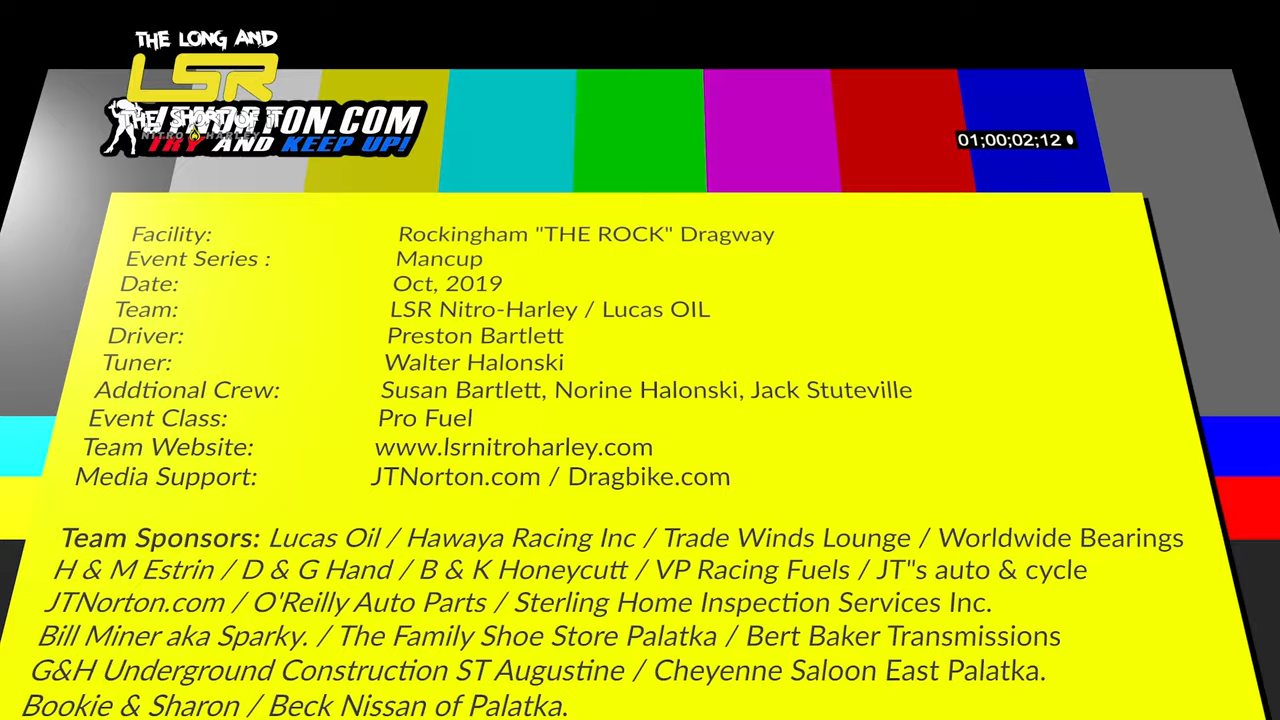 THE LONG AND
LSR
THE SHORT OF IT
JTNORTON.COM
NITRO HARLEY
TRY AND KEEP UP!
01;00;02;12
Facility: Rockingham "THE ROCK" Dragway
Event Series : Mancup
Date: Oct, 2019
Team: LSR Nitro-Harley / Lucas OIL
Driver: Preston Bartlett
Tuner: Walter Halonski
Addtional Crew: Susan Bartlett, Norine Halonski, Jack Stuteville
Event Class: Pro Fuel
Team Website: www.lsrnitroharley.com
Media Support: JTNorton.com / Dragbike.com
Team Sponsors: Lucas Oil / Hawaya Racing Inc / Trade Winds Lounge / Worldwide Bearings
H & M Estrin / D & G Hand / B & K Honeycutt / VP Racing Fuels / JT"s auto & cycle
JTNorton.com / O'Reilly Auto Parts / Sterling Home Inspection Services Inc.
Bill Miner aka Sparky. / The Family Shoe Store Palatka / Bert Baker Transmissions
G&H Underground Construction ST Augustine / Cheyenne Saloon East Palatka.
Bookie & Sharon / Beck Nissan of Palatka.